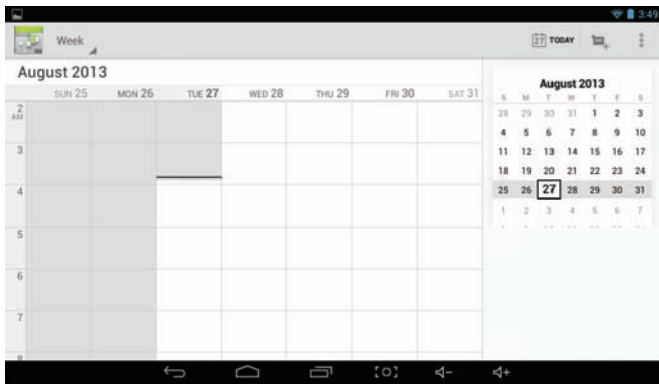 3:49
Week
27 TODAY
August 2013
SUN 25 MON 26 TUE 27 WED 28 THU 29 FRI 30 SAT 31
2
AM
3
4
5
6
7
8
August 2013
S M T W T F S
28 29 30 31 1 2 3
4 5 6 7 8 9 10
11 12 13 14 15 16 17
18 19 20 21 22 23 24
25 26 27 28 29 30 31
1 2 3 4 5 6 7